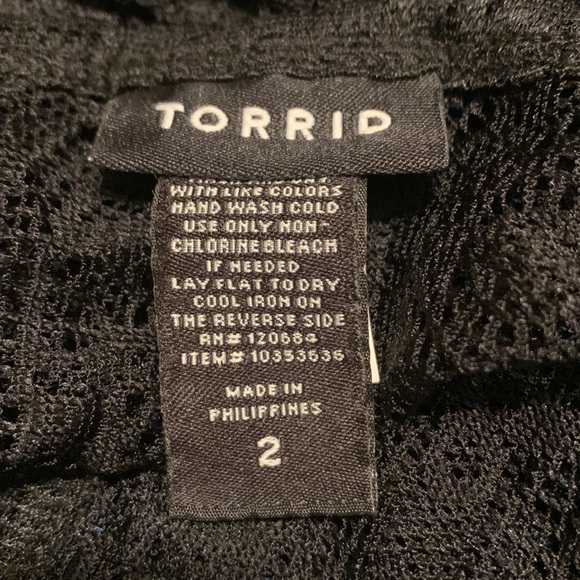 TORRID
WITH LIKE COLORS
HAND WASH COLD
USE ONLY NON-
CHLORINE BLEACH
IF NEEDED
LAY FLAT TO DRY
COOL IRON ON
THE REVERSE SIDE
RN# 120684
ITEM# 10353636
MADE IN
PHILIPPINES
2